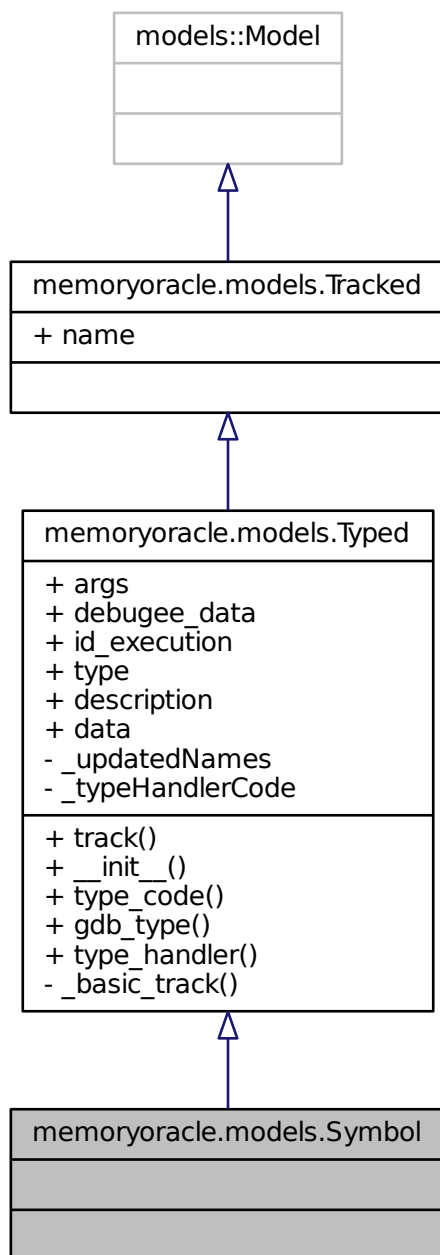 models::Model
memoryoracle.models.Tracked
+ name
memoryoracle.models.Typed
+ args
+ debugee_data
+ id_execution
+ type
+ description
+ data
- _updatedNames
- _typeHandlerCode
+ track()
+ __init__()
+ type_code()
+ gdb_type()
+ type_handler()
- _basic_track()
memoryoracle.models.Symbol